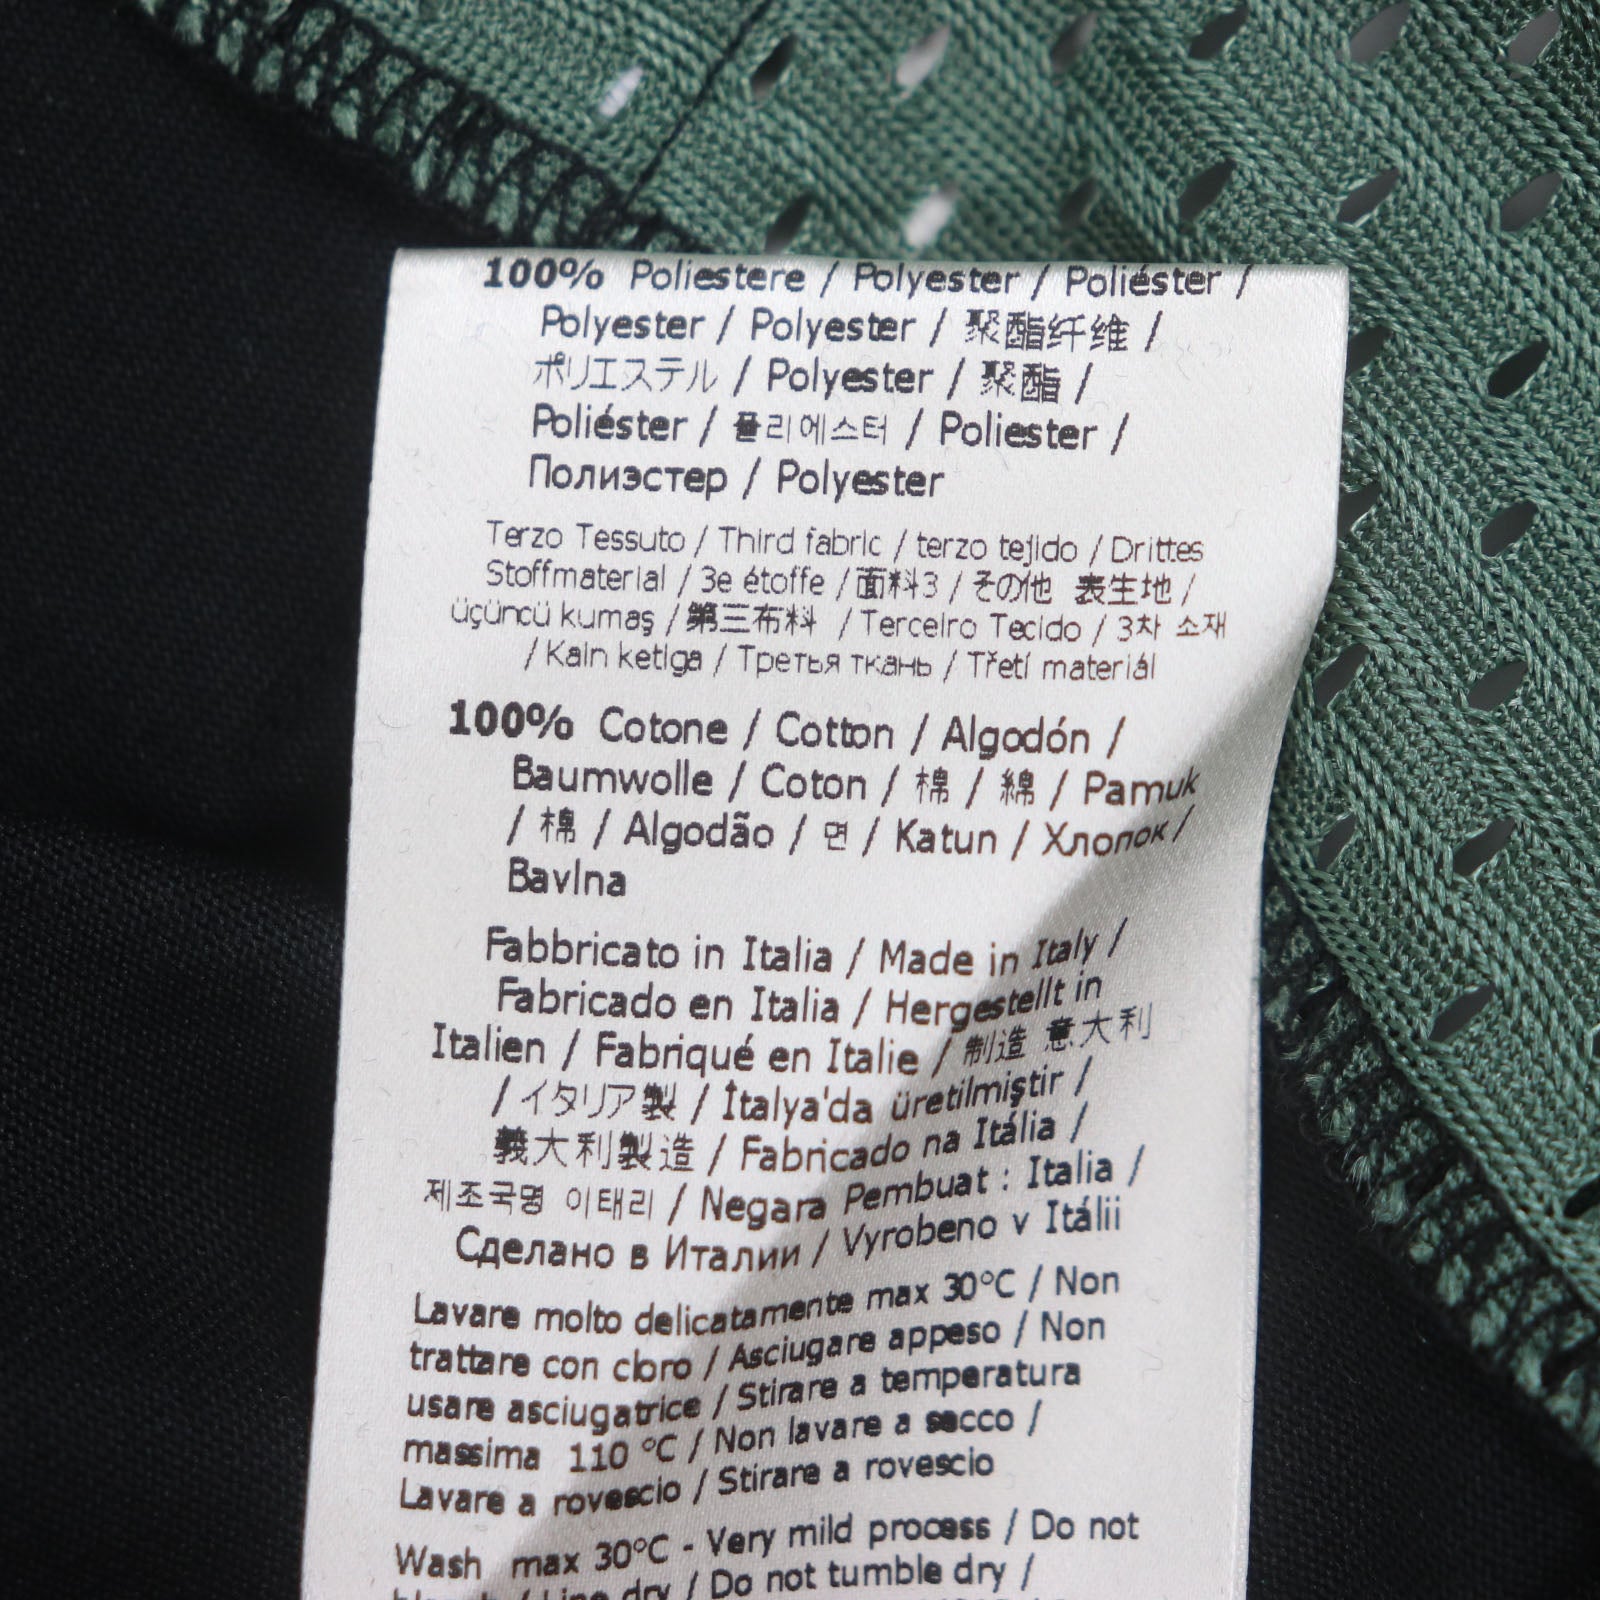 100% Poliestere / Polyester / Poliéster /
Polyester / Polyester / 聚酯纤维 /
ポリエステル / Polyester / 聚酯 /
Poliéster / 폴리에스터 / Poliester /
Полиэстер / Polyester
Terzo Tessuto / Third fabric / terzo tejido / Drittes
Stoffmaterial / 3e étoffe / 面料3 / その他 表生地 /
üçüncü kumaş / 第三布料 / Terceiro Tecido / 3차 소재
/ Kain ketiga / Третья ткань / Třetí materiál
100% Cotone / Cotton / Algodón /
Baumwolle / Coton / 棉 / 綿 / Pamuk
/ 棉 / Algodão / 면 / Katun / Хлопок /
Bavlna
Fabbricato in Italia / Made in Italy /
Fabricado en Italia / Hergestellt in
Italien / Fabriqué en Italie / 制造 意大利
/ イタリア製 / İtalya'da üretilmiştir /
義大利製造 / Fabricado na Itália /
제조국명 이태리 / Negara Pembuat : Italia /
Сделано в Италии / Vyrobeno v Itálii
Lavare molto delicatamente max 30°C / Non
trattare con cloro / Asciugare appeso / Non
usare asciugatrice / Stirare a temperatura
massima 110 °C / Non lavare a secco /
Lavare a rovescio / Stirare a rovescio
Wash max 30°C - Very mild process / Do not
bleach / Line dry / Do not tumble dry /